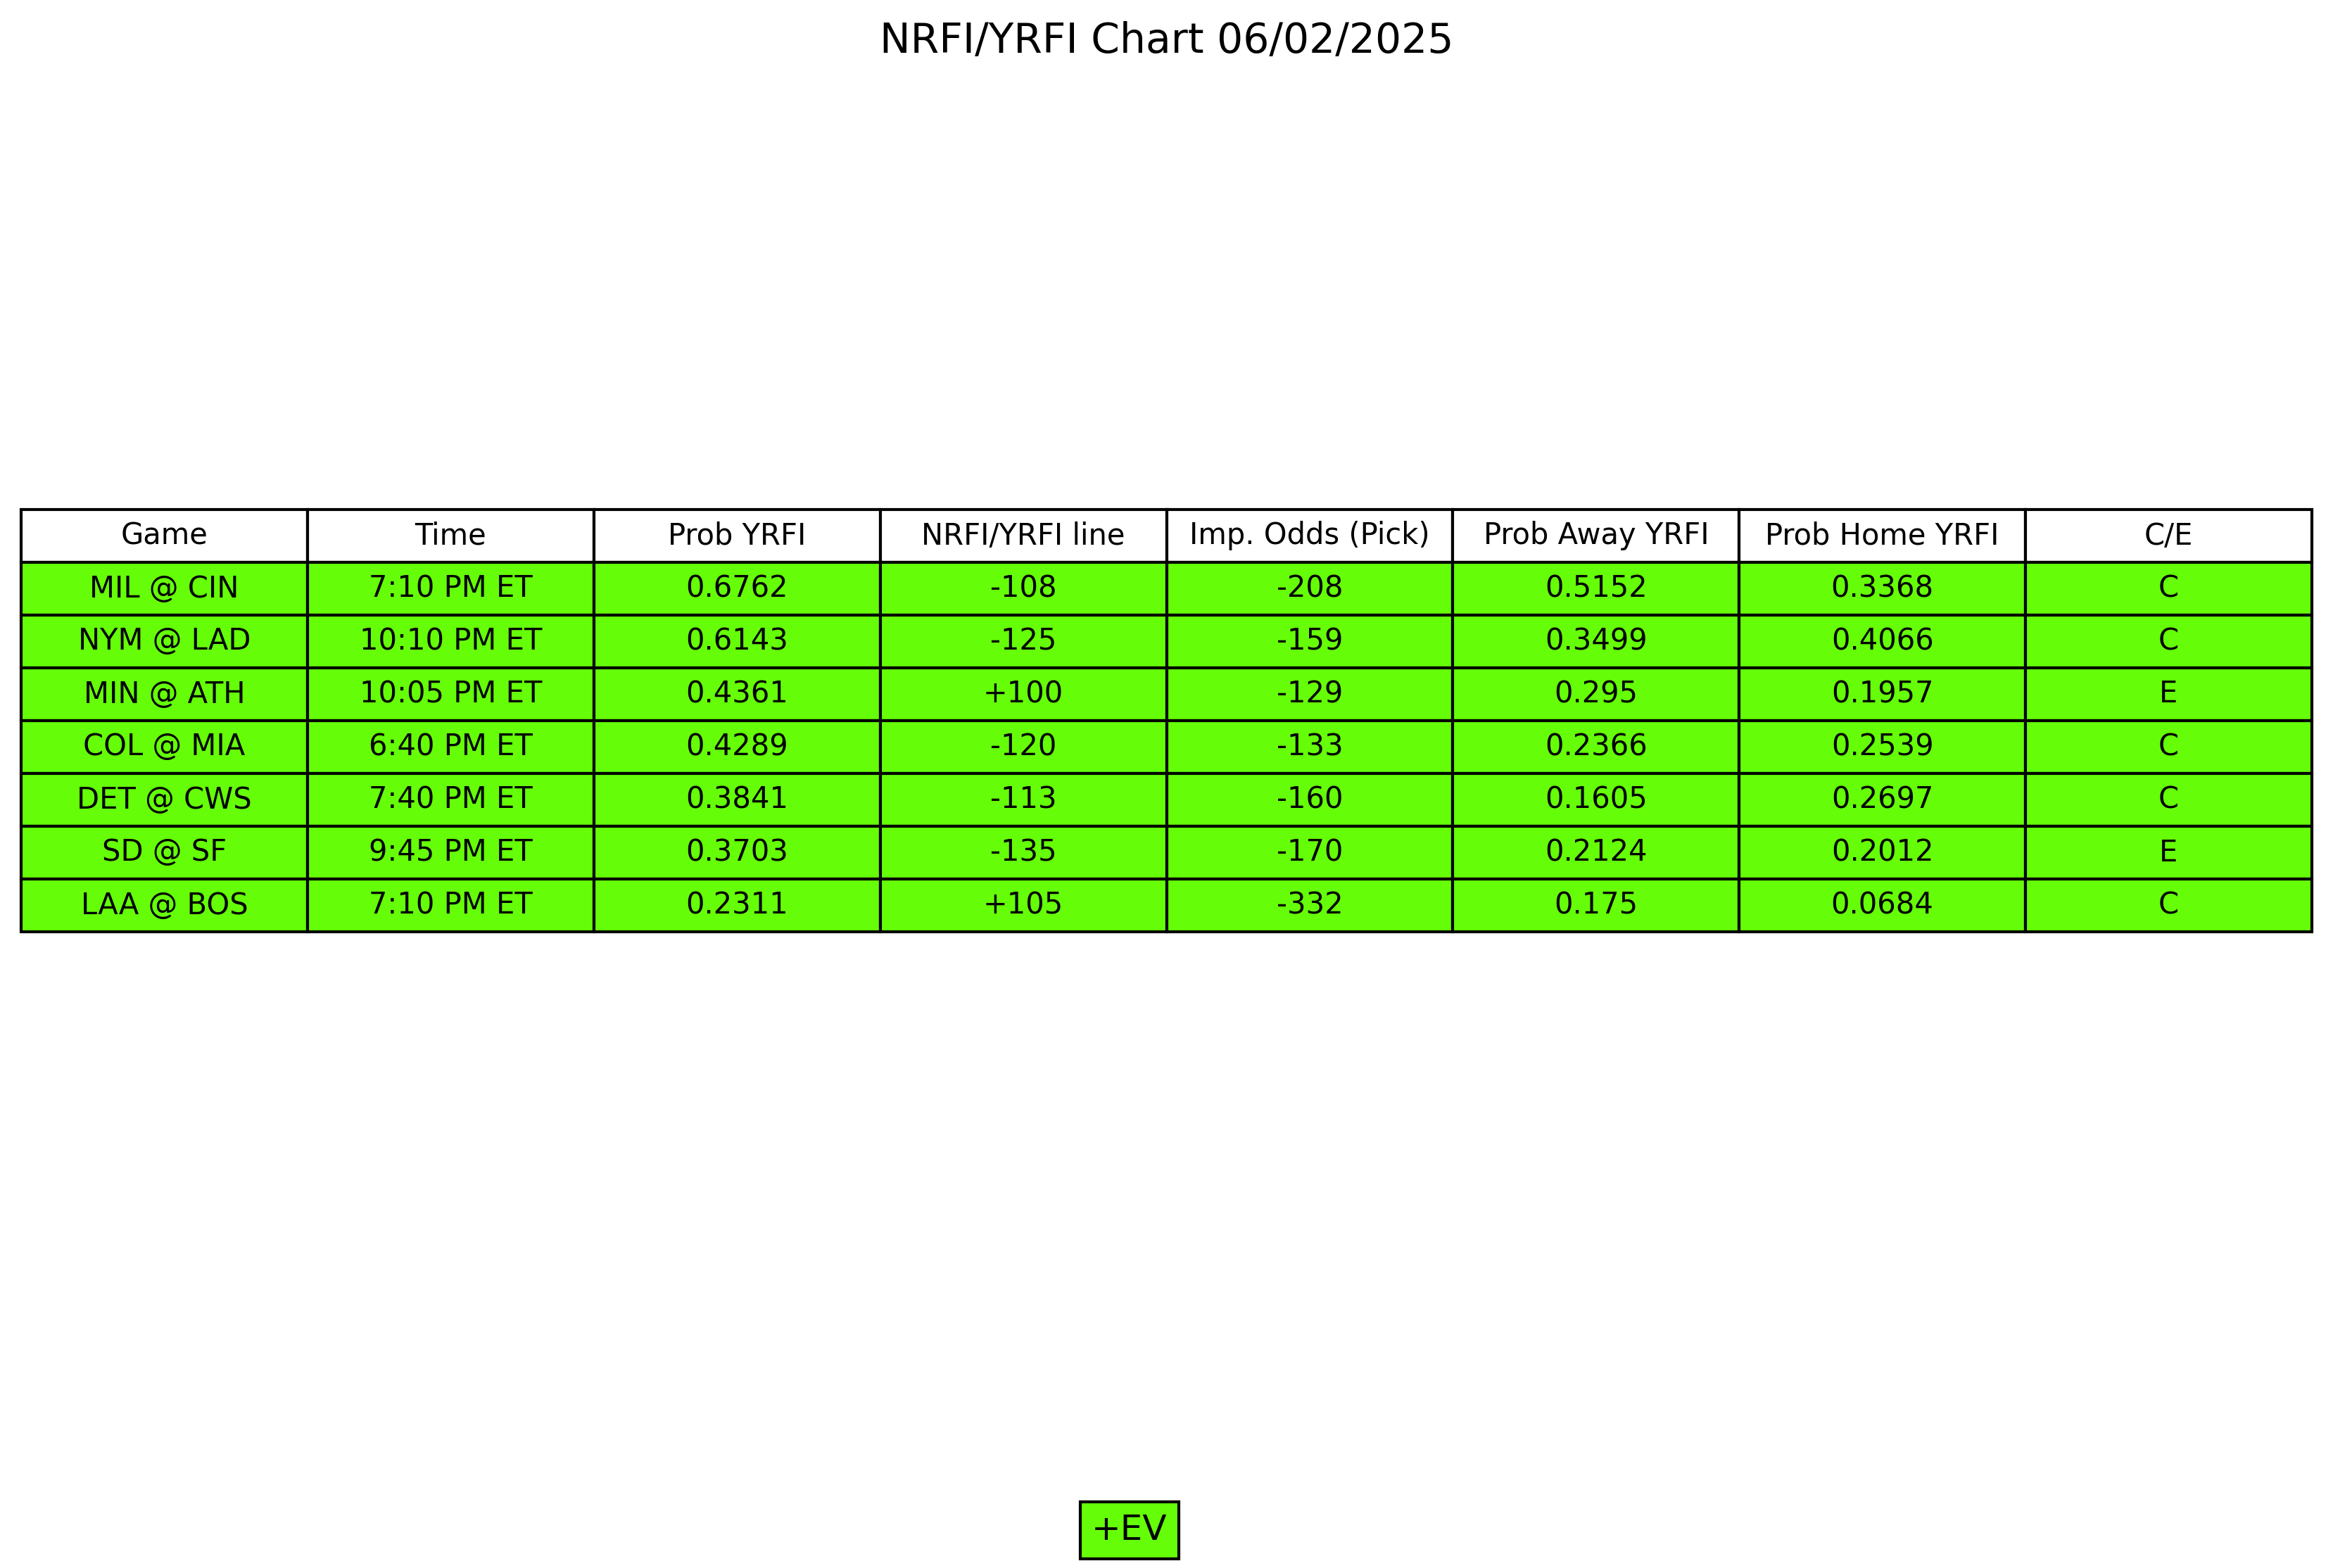 NRFI/YRFI Chart 06/02/2025
Game Time Prob YRFI NRFI/YRFI line Imp. Odds (Pick) Prob Away YRFI Prob Home YRFI C/E
MIL @ CIN 7:10 PM ET 0.6762 -108 -208 0.5152 0.3368 C
NYM @ LAD 10:10 PM ET 0.6143 -125 -159 0.3499 0.4066 C
MIN @ ATH 10:05 PM ET 0.4361 +100 -129 0.295 0.1957 E
COL @ MIA 6:40 PM ET 0.4289 -120 -133 0.2366 0.2539 C
DET @ CWS 7:40 PM ET 0.3841 -113 -160 0.1605 0.2697 C
SD @ SF 9:45 PM ET 0.3703 -135 -170 0.2124 0.2012 E
LAA @ BOS 7:10 PM ET 0.2311 +105 -332 0.175 0.0684 C
+EV